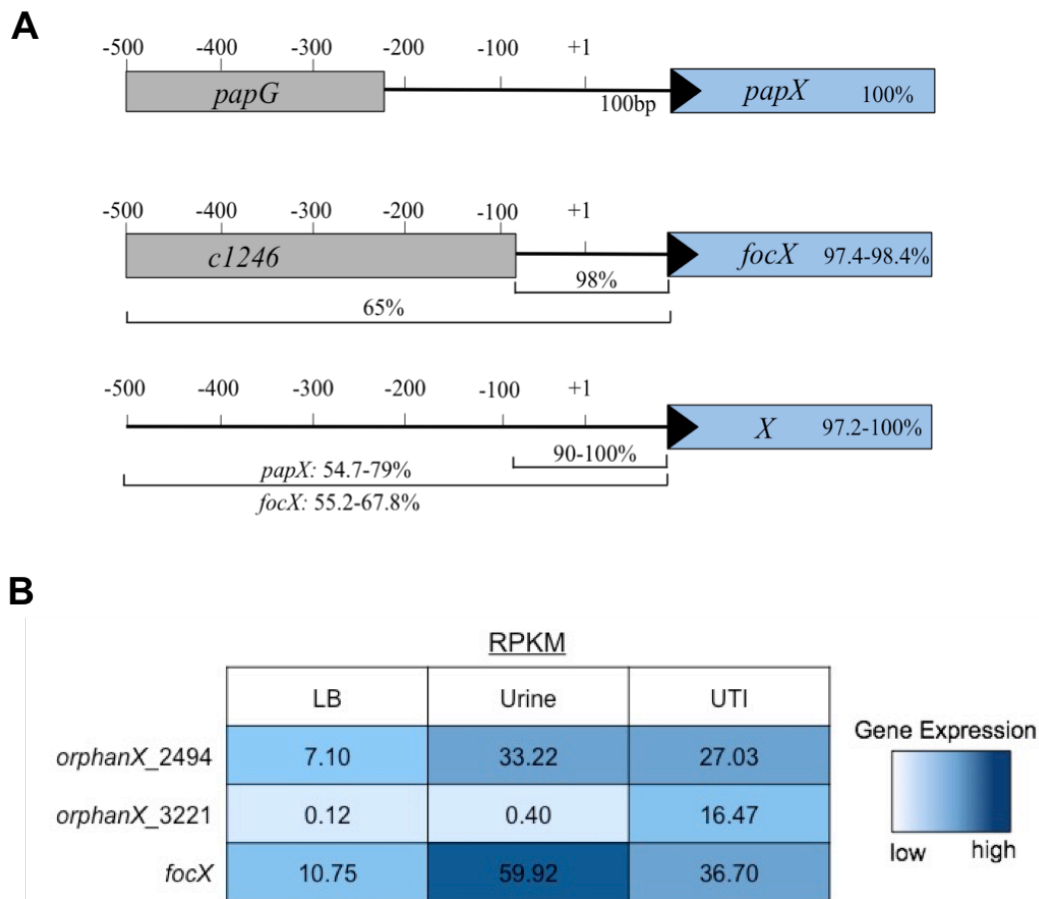 A
-500 -400 -300 -200 -100 +1
papG 100bp papX 100%
-500 -400 -300 -200 -100 +1
c1246 focX 97.4-98.4%
98%
65%
-500 -400 -300 -200 -100 +1
X 97.2-100%
90-100%
papX: 54.7-79%
focX: 55.2-67.8%
B
RPKM
LB Urine UTI
orphanX_2494 7.10 33.22 27.03
orphanX_3221 0.12 0.40 16.47
focX 10.75 59.92 36.70
Gene Expression
low high